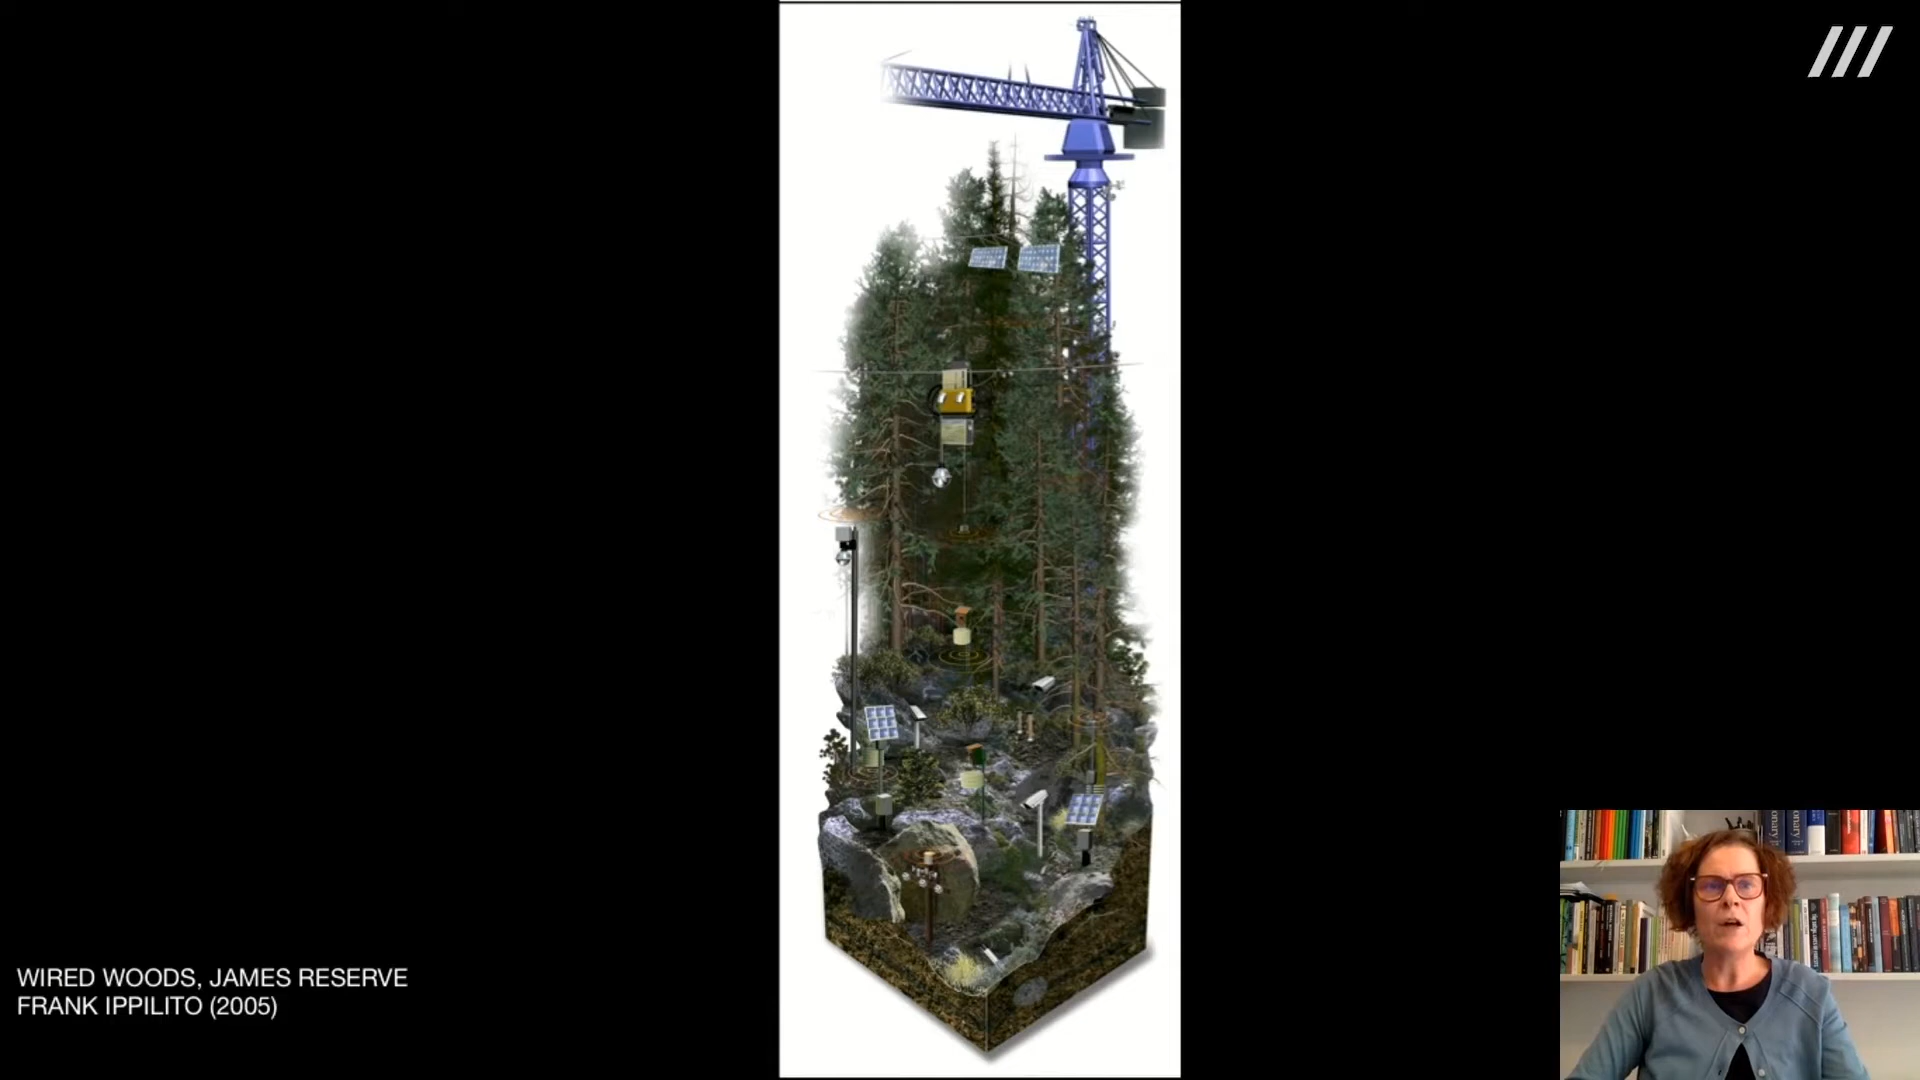 WIRED WOODS, JAMES RESERVE
FRANK IPPILITO (2005)